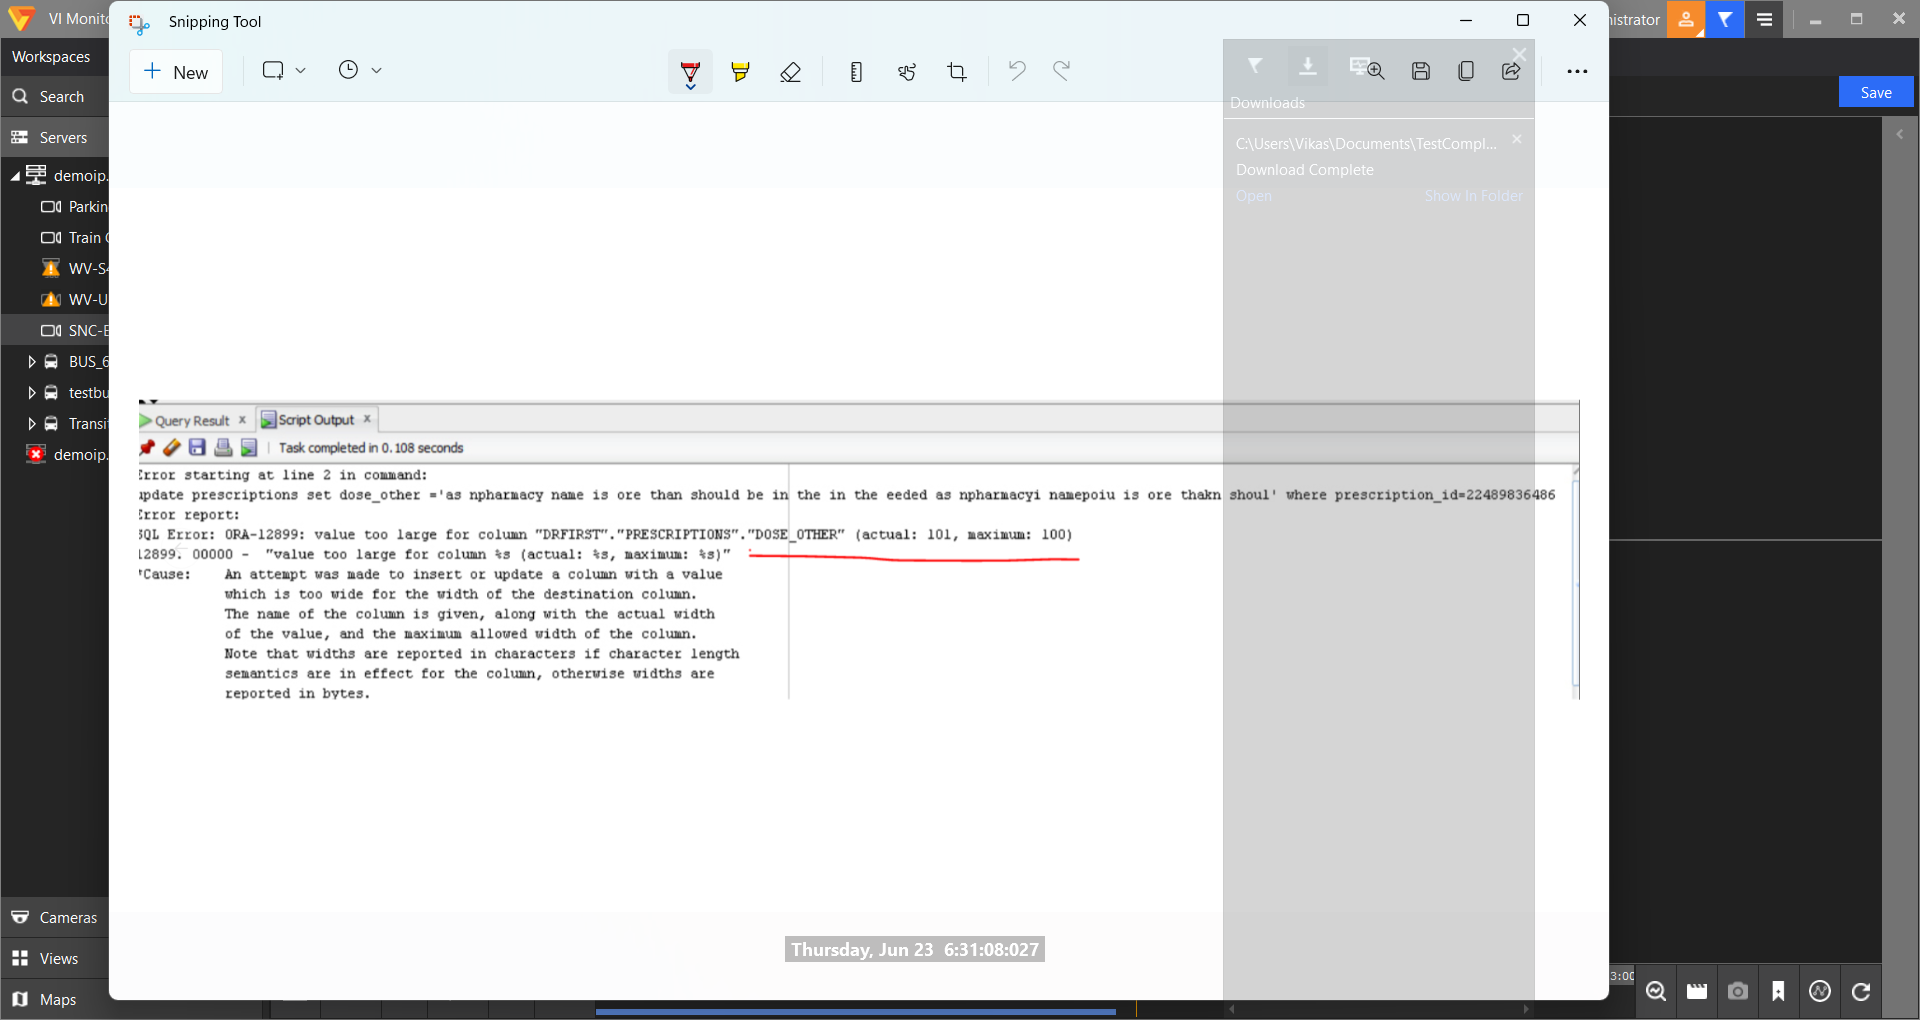 VI Monito
Snipping Tool
nistrator
Workspaces
New
Search
Save
Downloads
Servers
C:\Users\Vikas\Documents\TestCompl...
demoip.
Download Complete
Open
Show In Folder
Parkin
Train
WV-S4
WV-U
SNC-E
BUS_6
testbu
Transi
demoip.
Query Result x
Script Output x
Task completed in 0.108 seconds
Error starting at line 2 in command:
update prescriptions set dose_other ='as npharmacy name is ore than should be in the in the eeded as npharmacyi namepoiu is ore thakn shoul' where prescription_id=22489836486
Error report:
SQL Error: ORA-12899: value too large for column "DRFIRST"."PRESCRIPTIONS"."DOSE_OTHER" (actual: 101, maximum: 100)
12899. 00000 - "value too large for column %s (actual: %s, maximum: %s)"
*Cause: An attempt was made to insert or update a column with a value
which is too wide for the width of the destination column.
The name of the column is given, along with the actual width
of the value, and the maximum allowed width of the column.
Note that widths are reported in characters if character length
semantics are in effect for the column, otherwise widths are
reported in bytes.
Cameras
Thursday, Jun 23 6:31:08:027
Views
3:00
Maps